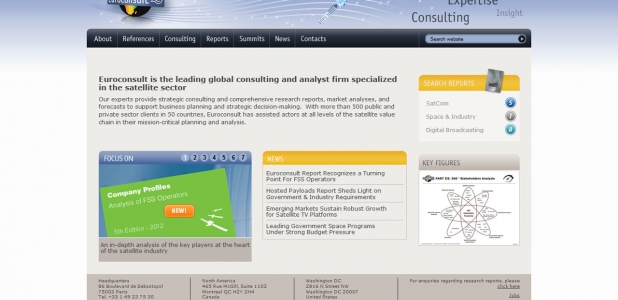 euroconsult
Expertise
Consulting
Insight
About References Consulting Reports Summits News Contacts
Search website
Euroconsult is the leading global consulting and analyst firm specialized
in the satellite sector
Our experts provide strategic consulting and comprehensive research reports, market analyses, and
forecasts to support business planning and strategic decision-making. With more than 500 public and
private sector clients in 50 countries, Euroconsult has assisted actors at all levels of the satellite value
chain in their mission-critical planning and analysis.
SEARCH REPORTS
SatCom
Space & Industry
Digital Broadcasting
FOCUS ON 1 2 3 4 5 6 7
Company Profiles
Analysis of FSS Operators
NEW!
5th Edition - 2012
An in-depth analysis of the key players at the heart
of the satellite industry
NEWS
Euroconsult Report Recognizes a Turning
Point For FSS Operators
Hosted Payloads Report Sheds Light on
Government & Industry Requirements
Emerging Markets Sustain Robust Growth
for Satellite TV Platforms
Leading Government Space Programs
Under Strong Budget Pressure
KEY FIGURES
Headquarters
86 Boulevard de Sebastopol
75003 Paris
Tel: +33 1 49 23 75 30
North America
465 Rue McGill, Suite 1103
Montreal QC H2Y 2H4
Canada
Washington DC
2816 N Street NW
Washington DC 20007
United States
For enquiries regarding research reports, please
click here
Jobs